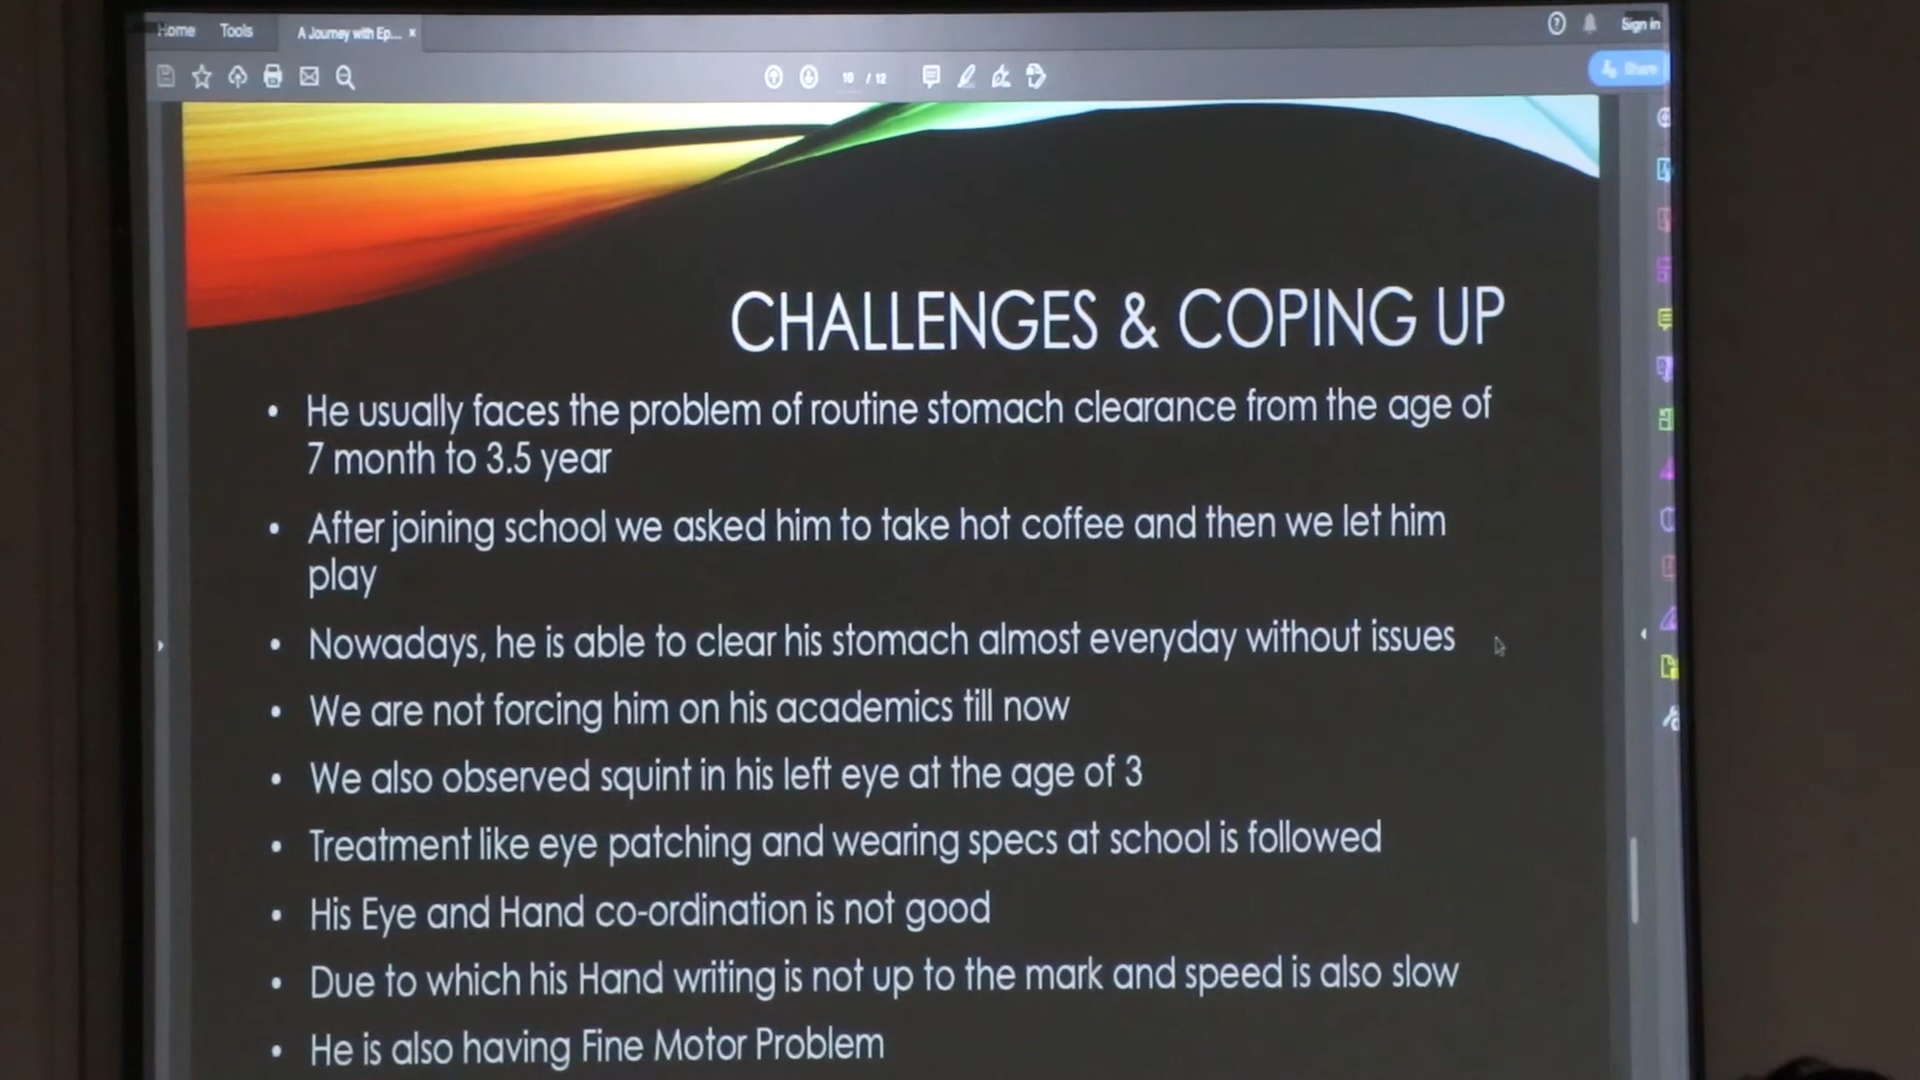 Home Tools A Journey with Ep... × Sign in
10 / 12 Share
CHALLENGES & COPING UP
• He usually faces the problem of routine stomach clearance from the age of
7 month to 3.5 year
• After joining school we asked him to take hot coffee and then we let him
play
• Nowadays, he is able to clear his stomach almost everyday without issues
• We are not forcing him on his academics till now
• We also observed squint in his left eye at the age of 3
• Treatment like eye patching and wearing specs at school is followed
• His Eye and Hand co-ordination is not good
• Due to which his Hand writing is not up to the mark and speed is also slow
• He is also having Fine Motor Problem